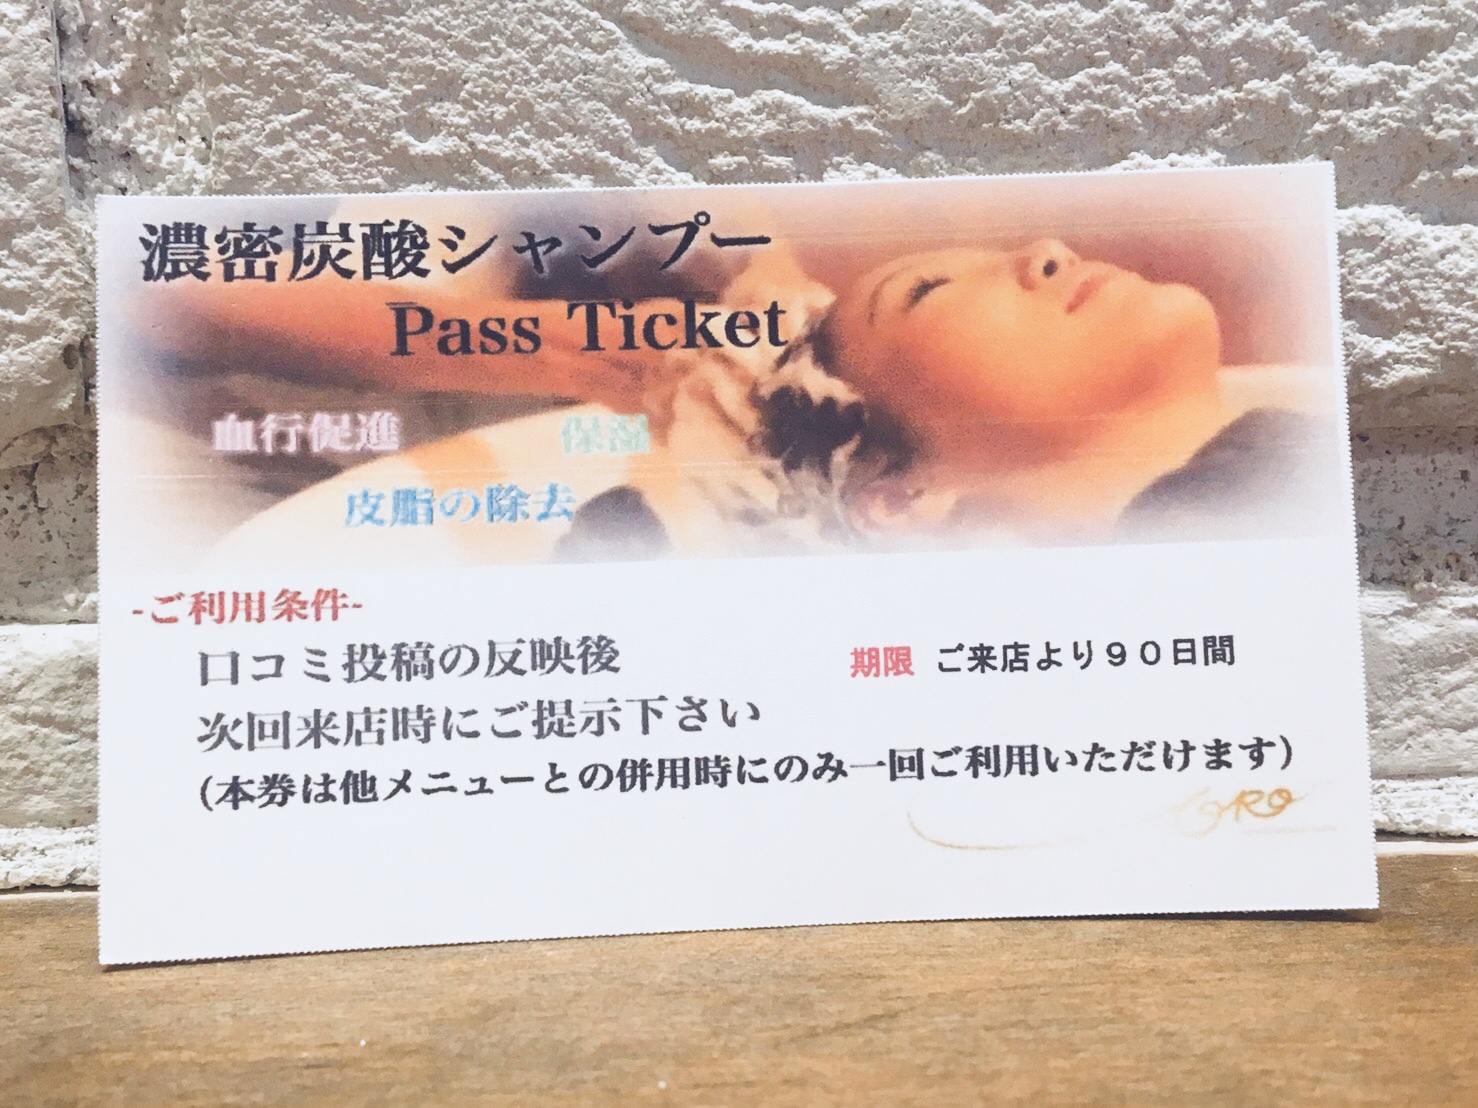 濃密炭酸シャンプー
Pass Ticket
血行促進
保湿
皮脂の除去
-ご利用条件-
口コミ投稿の反映後
期限 ご来店より９０日間
次回来店時にご提示下さい
(本券は他メニューとの併用時にのみ一回ご利用いただけます)